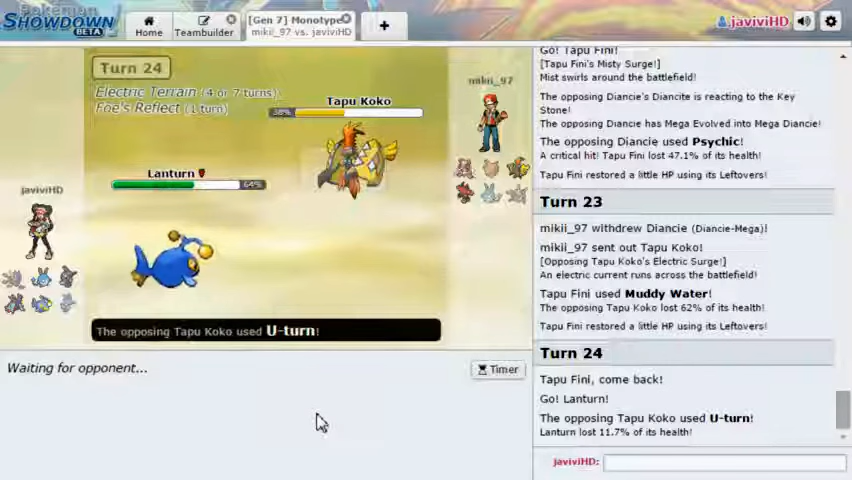 Pokémon
SHOWDOWN
BETA
Home
Teambuilder
[Gen 7] Monotype
mikii_97 vs. javiviHD
+
javiviHD
Turn 24
Electric Terrain (4 or 7 turns)
Foe's Reflect (1 turn)
Tapu Koko
38%
Lanturn
64%
mikii_97
javiviHD
The opposing Tapu Koko used U-turn!
Waiting for opponent...
Timer
Go! Tapu Fini!
[Tapu Fini's Misty Surge!]
Mist swirls around the battlefield!
The opposing Diancie's Diancite is reacting to the Key
Stone!
The opposing Diancie has Mega Evolved into Mega Diancie!
The opposing Diancie used Psychic!
A critical hit! Tapu Fini lost 47.1% of its health!
Tapu Fini restored a little HP using its Leftovers!
Turn 23
mikii_97 withdrew Diancie (Diancie-Mega)!
mikii_97 sent out Tapu Koko!
[Opposing Tapu Koko's Electric Surge!]
An electric current runs across the battlefield!
Tapu Fini used Muddy Water!
The opposing Tapu Koko lost 62% of its health!
Tapu Fini restored a little HP using its Leftovers!
Turn 24
Tapu Fini, come back!
Go! Lanturn!
The opposing Tapu Koko used U-turn!
Lanturn lost 11.7% of its health!
javiviHD: